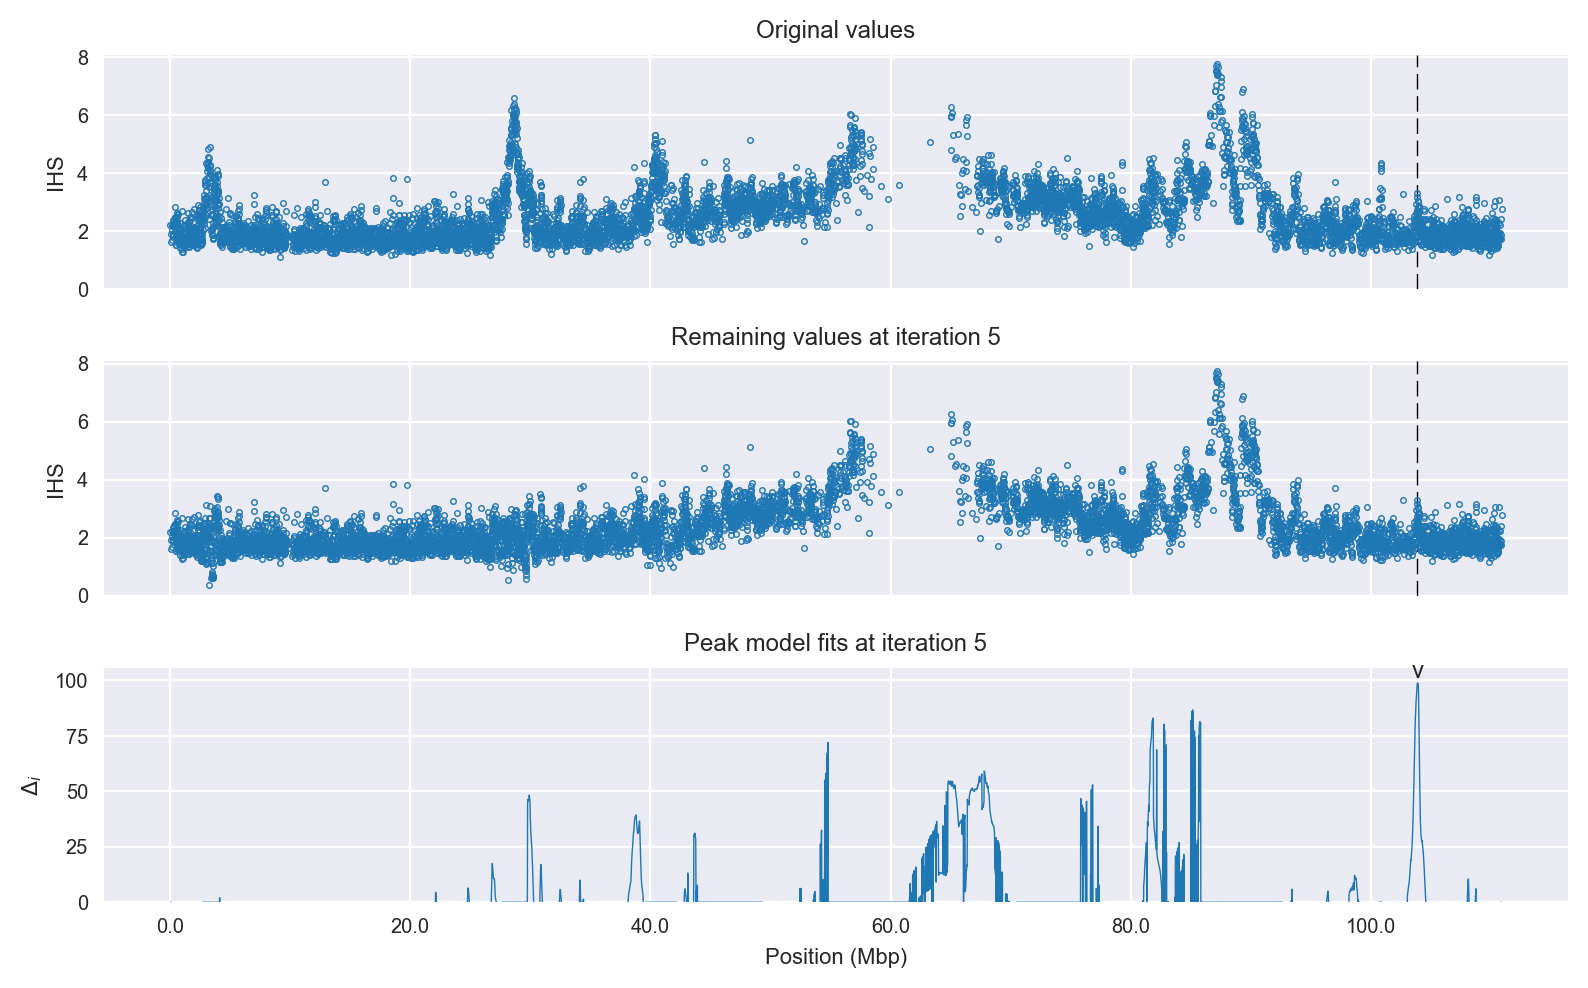 Original values
8
6
4
2
0
IHS
Remaining values at iteration 5
8
6
4
2
0
IHS
Peak model fits at iteration 5
v
100
75
50
25
0
Δi
0.0 20.0 40.0 60.0 80.0 100.0
Position (Mbp)